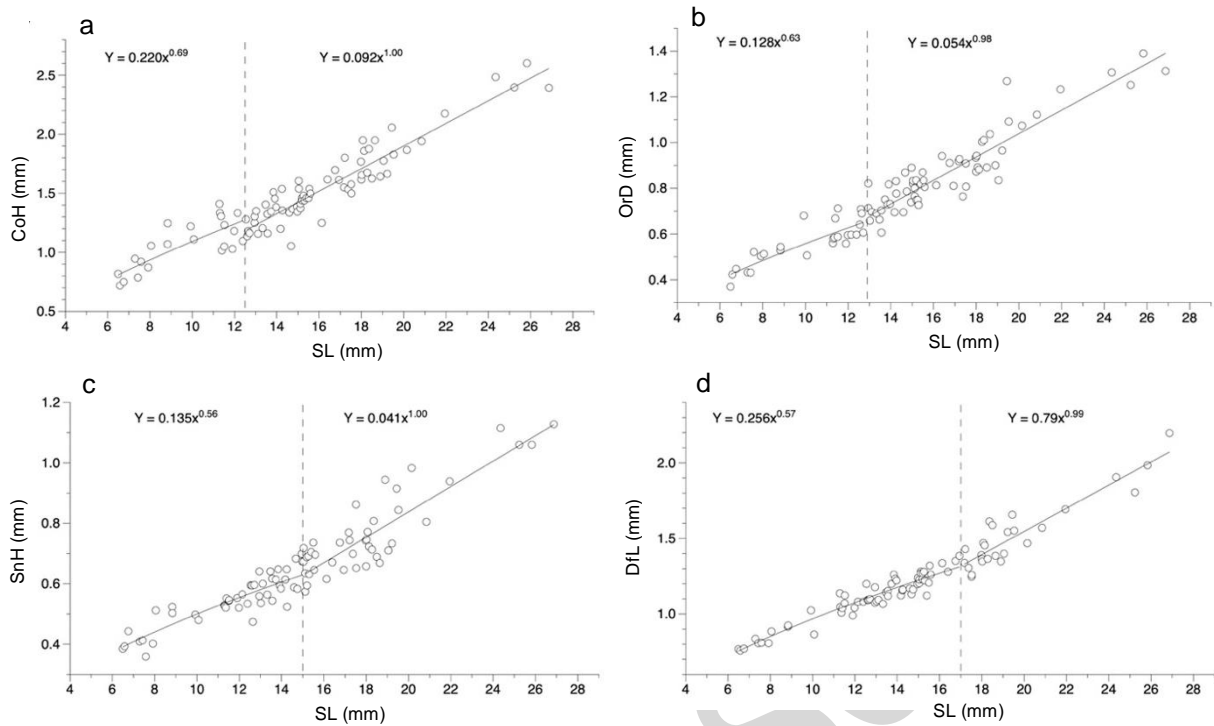 a
Y = 0.220x^0.69
Y = 0.092x^1.00
2.5
2.0
1.5
1.0
0.5
CoH (mm)
4 6 8 10 12 14 16 18 20 22 24 26 28
SL (mm)
b
Y = 0.128x^0.63
Y = 0.054x^0.98
1.4
1.2
1.0
0.8
0.6
0.4
OrD (mm)
4 6 8 10 12 14 16 18 20 22 24 26 28
SL (mm)
c
Y = 0.135x^0.56
Y = 0.041x^1.00
1.2
1.0
0.8
0.6
0.4
SnH (mm)
4 6 8 10 12 14 16 18 20 22 24 26 28
SL (mm)
d
Y = 0.256x^0.57
Y = 0.79x^0.99
2.0
1.5
1.0
DfL (mm)
4 6 8 10 12 14 16 18 20 22 24 26 28
SL (mm)